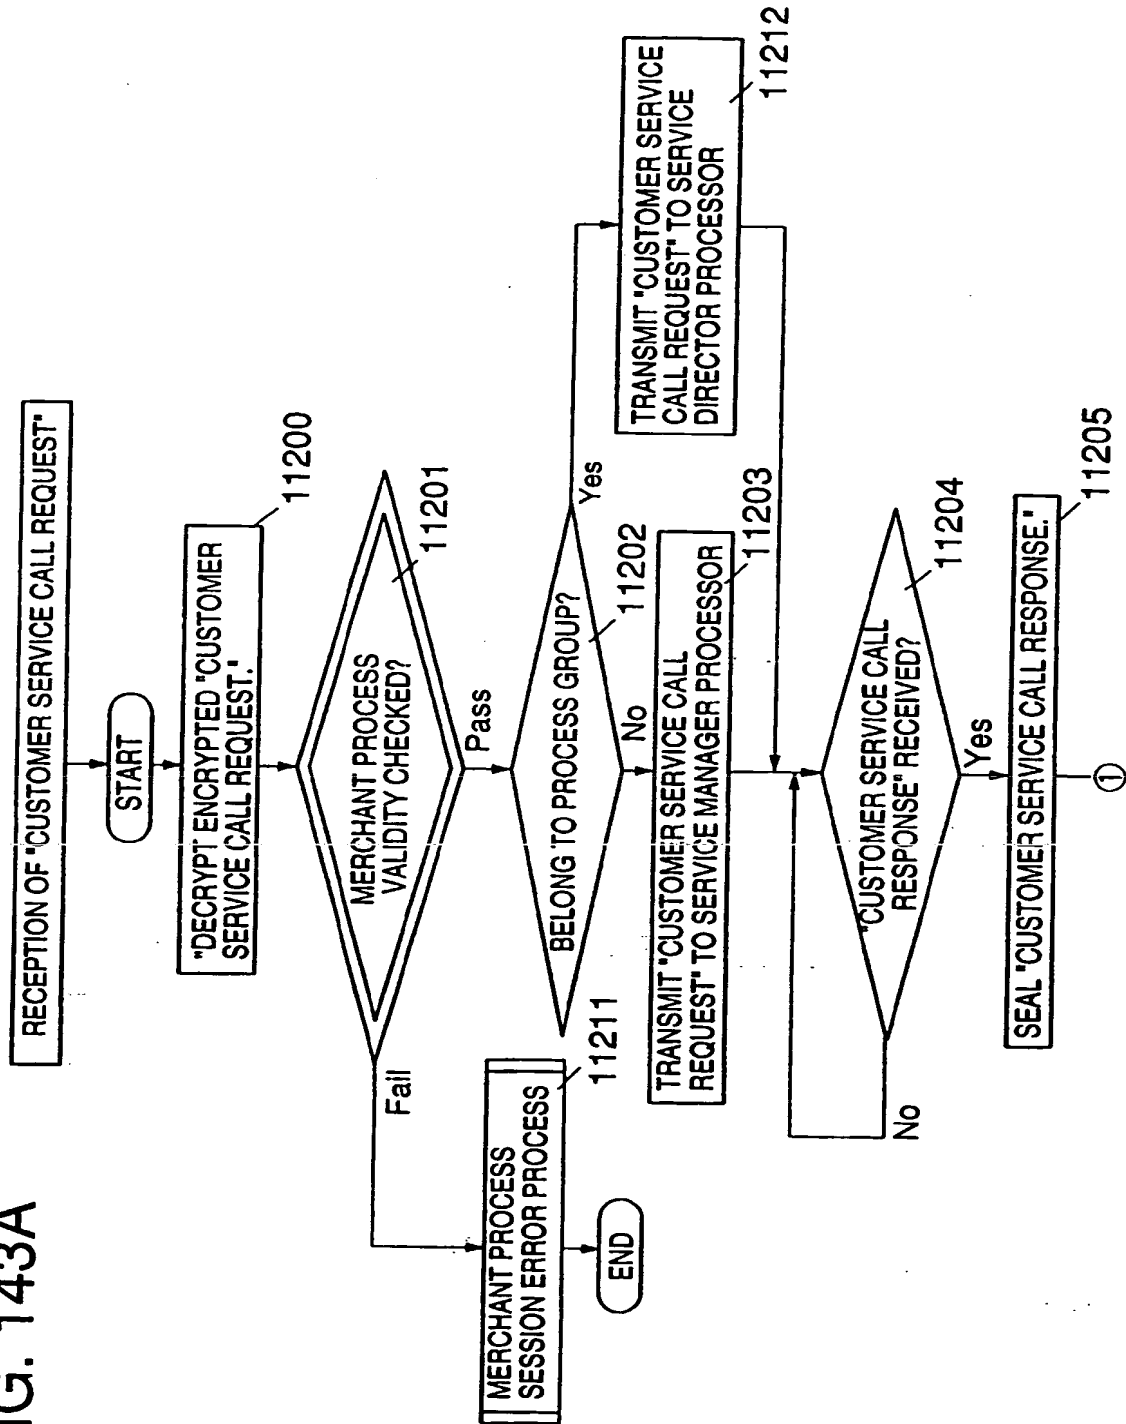 IG. 143A
RECEPTION OF "CUSTOMER SERVICE CALL REQUEST"
START
"DECRYPT ENCRYPTED "CUSTOMER
SERVICE CALL REQUEST."
11200
MERCHANT PROCESS
VALIDITY CHECKED?
11201
Fail
Pass
MERCHANT PROCESS
SESSION ERROR PROCESS
11211
END
BELONG TO PROCESS GROUP?
11202
Yes
No
TRANSMIT "CUSTOMER SERVICE
CALL REQUEST" TO SERVICE
DIRECTOR PROCESSOR
11212
TRANSMIT "CUSTOMER SERVICE CALL
REQUEST" TO SERVICE MANAGER PROCESSOR
11203
"CUSTOMER SERVICE CALL
RESPONSE" RECEIVED?
11204
No
Yes
SEAL "CUSTOMER SERVICE CALL RESPONSE."
11205
1